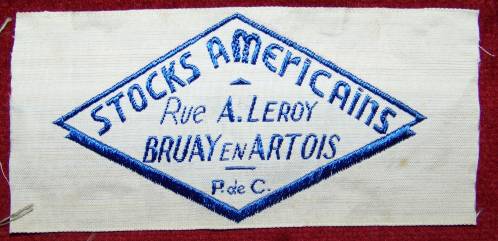 STOCKS AMERICAINS
Rue A. LEROY
BRUAY EN ARTOIS
P. de C.